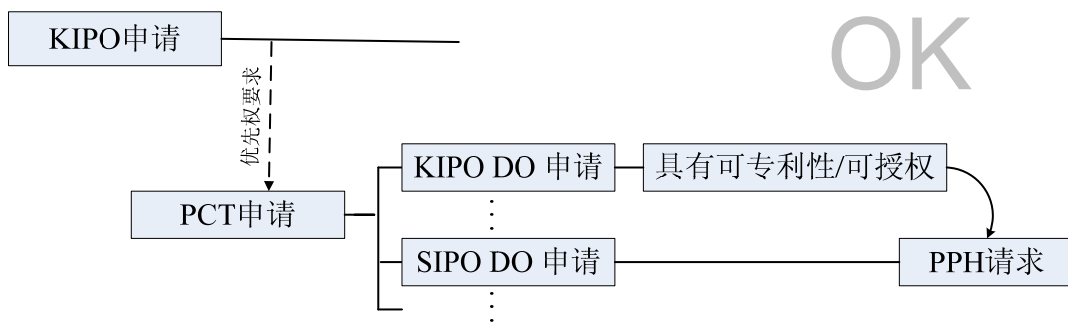 KIPO申请
OK
优先权要求
KIPO DO 申请
具有可专利性/可授权
PCT申请
SIPO DO 申请
PPH请求